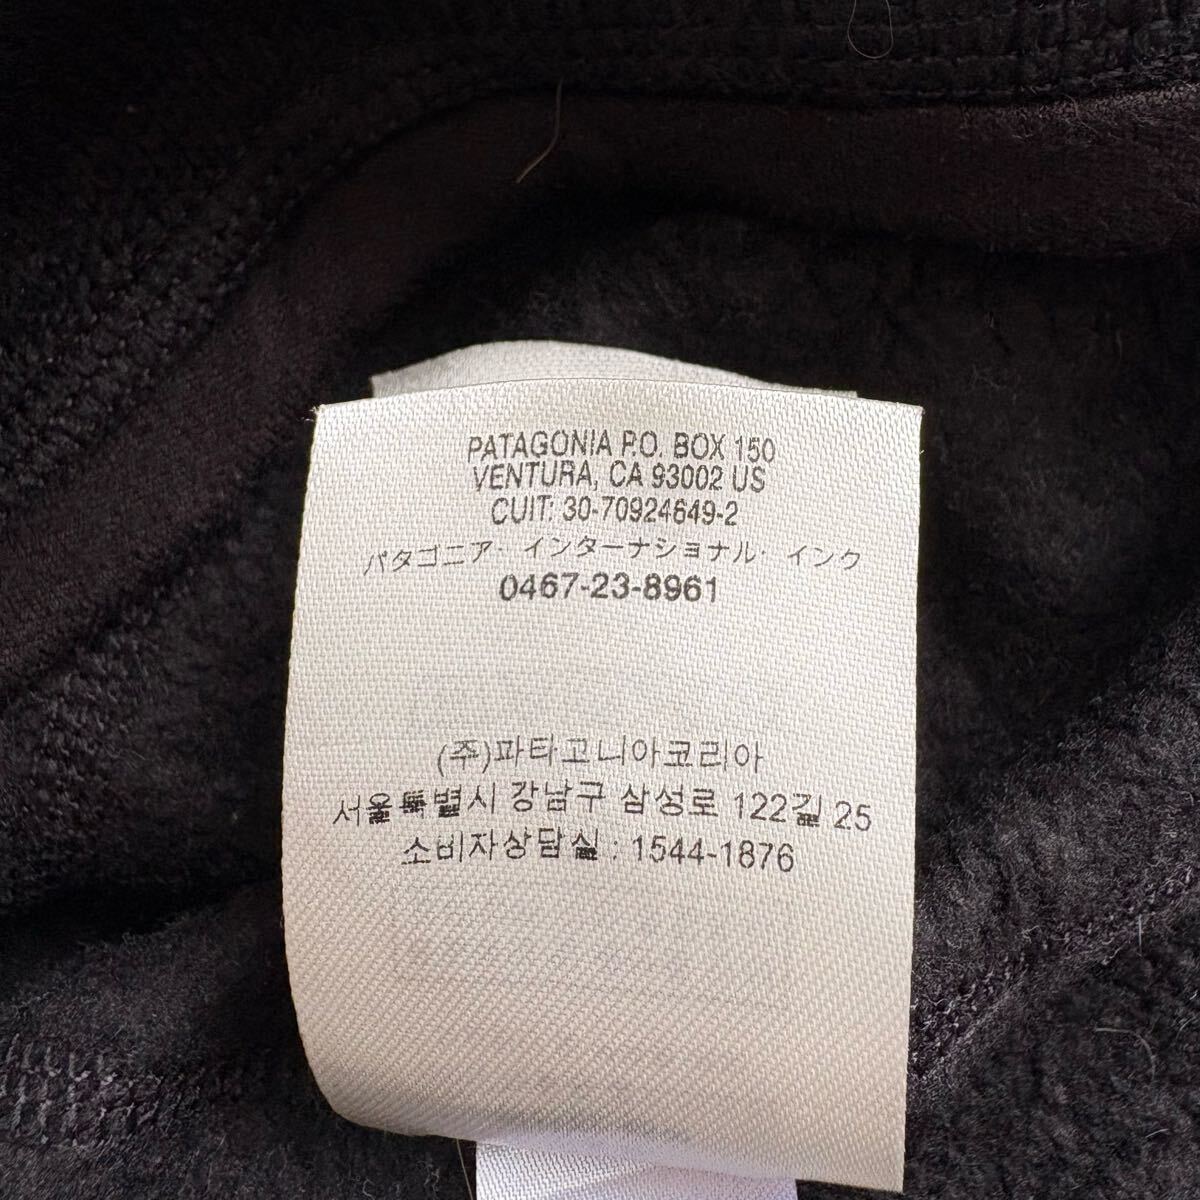 PATAGONIA P.O. BOX 150
VENTURA, CA 93002 US
CUIT: 30-70924649-2
パタゴニア・インターナショナル・インク
0467-23-8961
(주)파타고니아코리아
서울특별시 강남구 삼성로 122길 25
소비자상담실 : 1544-1876